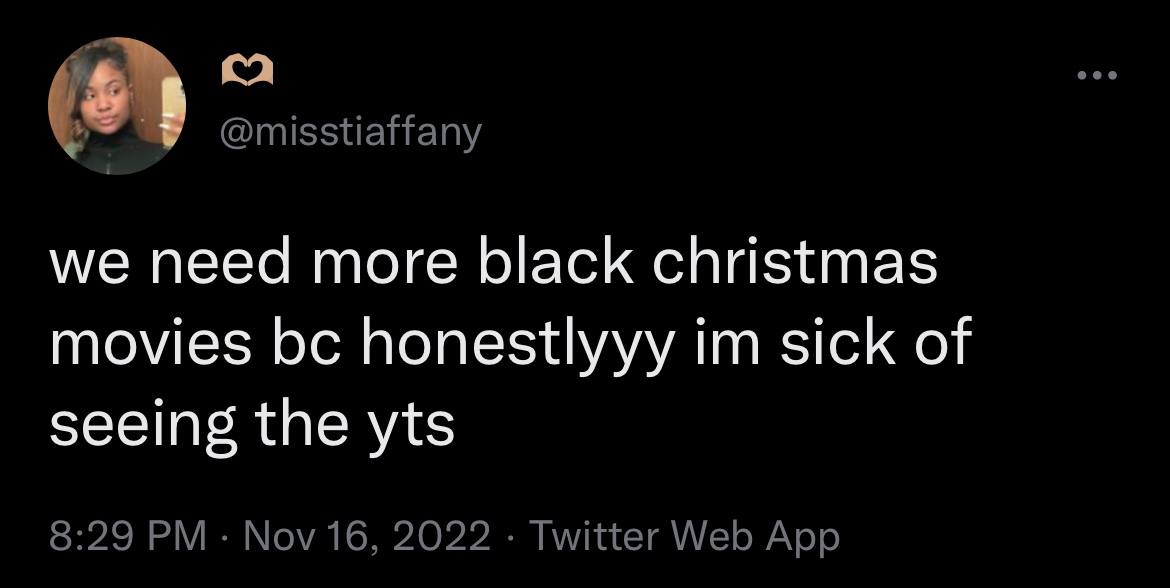 @misstiaffany
we need more black christmas
movies bc honestlyyy im sick of
seeing the yts
8:29 PM · Nov 16, 2022 · Twitter Web App